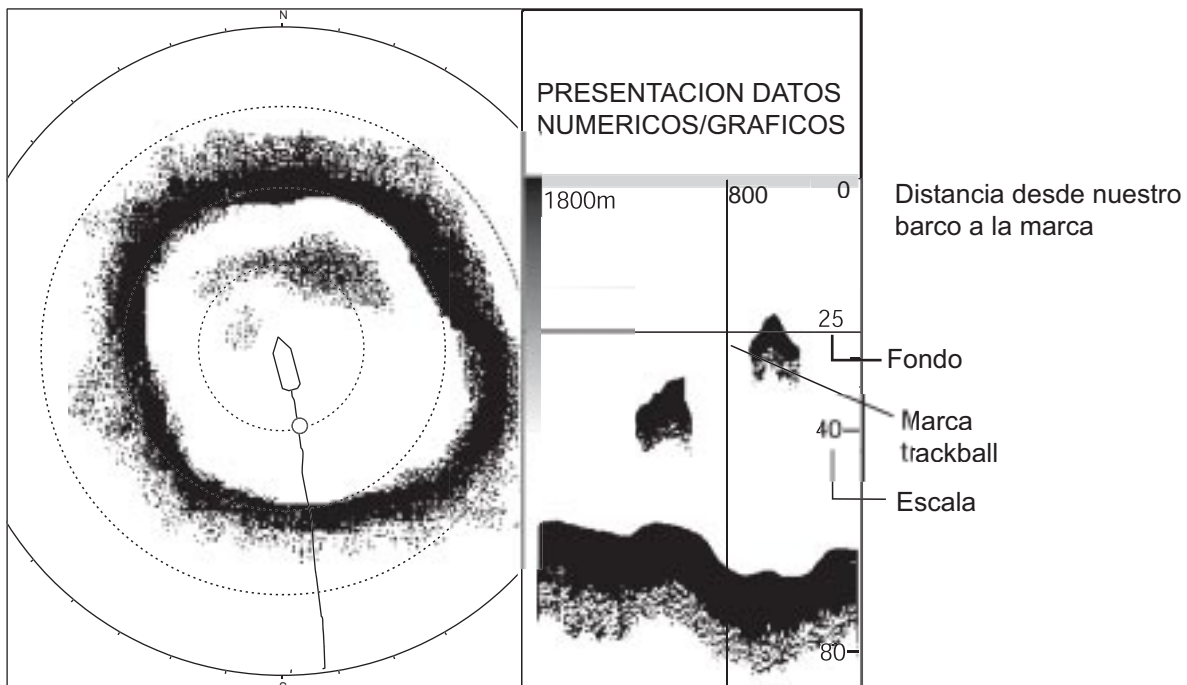 N
PRESENTACION DATOS
NUMERICOS/GRAFICOS
1800m
800
0
Distancia desde nuestro
barco a la marca
25
Fondo
Marca
trackball
40
Escala
80